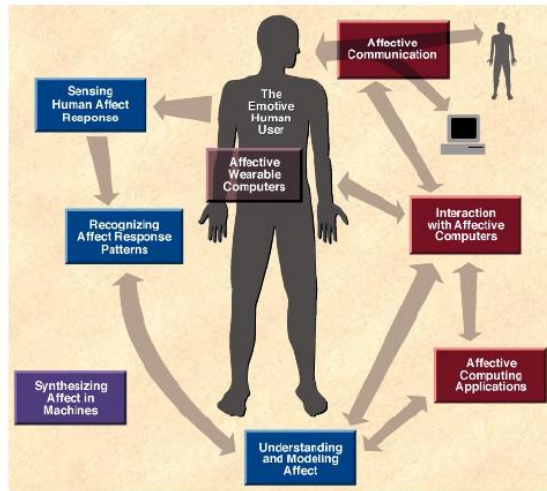 Affective
Communication
Sensing
Human Affect
Response
The
Emotive
Human
User
Affective
Wearable
Computers
Recognizing
Affect Response
Patterns
Interaction
with Affective
Computers
Affective
Computing
Applications
Synthesizing
Affect in
Machines
Understanding
and Modeling
Affect